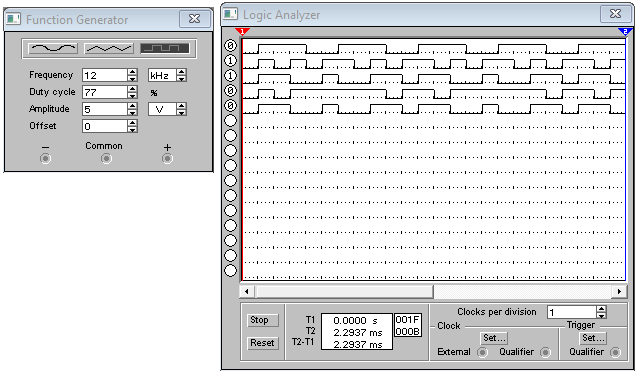 Function Generator
Frequency 12 kHz
Duty cycle 77 %
Amplitude 5 V
Offset 0
− Common +
Logic Analyzer
1 2
0
1
1
0
0
Stop
Reset
T1 0.0000 s 001F
T2 2.2937 ms 000B
T2-T1 2.2937 ms
Clocks per division 1
Clock Trigger
Set... Set...
External Qualifier Qualifier